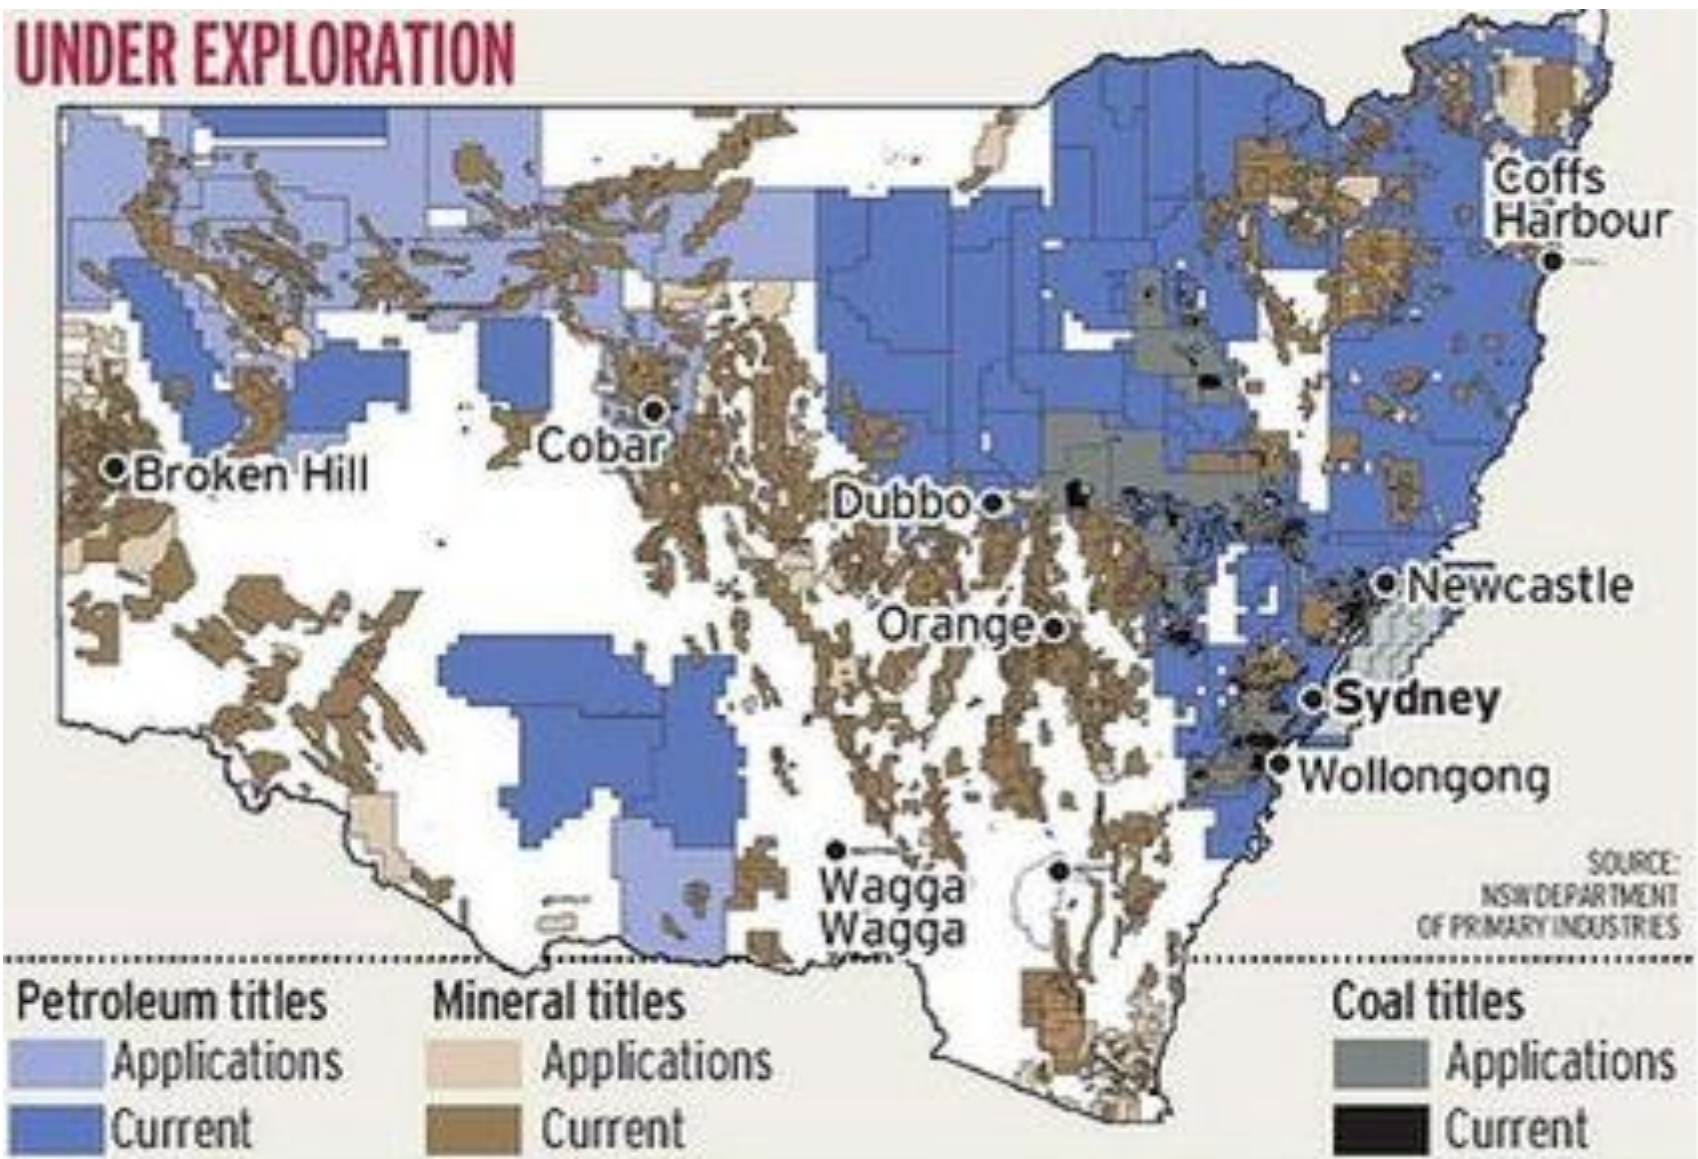 UNDER EXPLORATION
Coffs
Harbour
Cobar
Broken Hill
Dubbo
Newcastle
Orange
Sydney
Wollongong
Wagga
Wagga
SOURCE:
NSW DEPARTMENT
OF PRIMARY INDUSTRIES
Petroleum titles
Applications
Current
Mineral titles
Applications
Current
Coal titles
Applications
Current